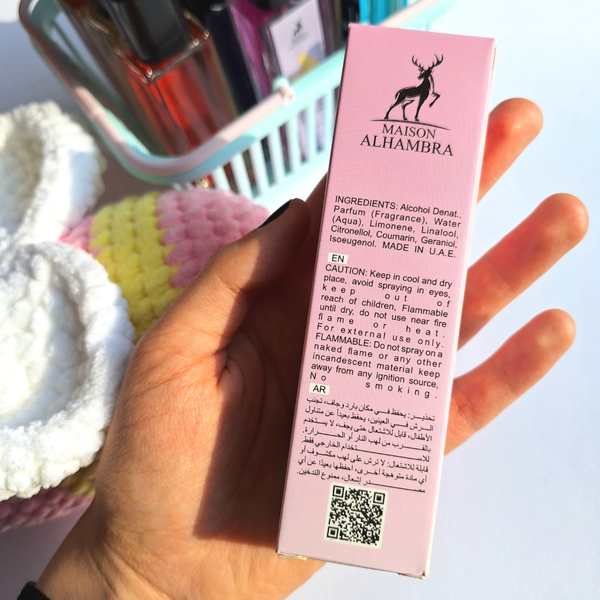 MAISON
ALHAMBRA
INGREDIENTS: Alcohol Denat.,
Parfum (Fragrance), Water
(Aqua), Limonene, Linalool,
Citronellol, Coumarin, Geraniol,
Isoeugenol. MADE IN U.A.E.
EN
CAUTION: Keep in cool and dry
place, avoid spraying in eyes,
keep out of
reach of children, Flammable
until dry, do not use near fire
flame or heat.
For external use only.
FLAMMABLE: Do not spray on a
naked flame or any other
incandescent material keep
away from any ignition source,
No smoking.
AR
تحذير: يحفظ في مكان بارد وجاف، تجنب
الرش في العينين، يحفظ بعيدًا عن متناول
الأطفال، قابل للاشتعال حتى يجف، لا يستخدم
بالقرب من لهب النار أو الحرارة.
للاستخدام الخارجي فقط
قابلة للاشتعال: لا ترش على لهب مكشوف أو
أي مادة متوهجة أخرى، احفظها بعيدًا عن أي
مصدر إشعال، ممنوع التدخين.